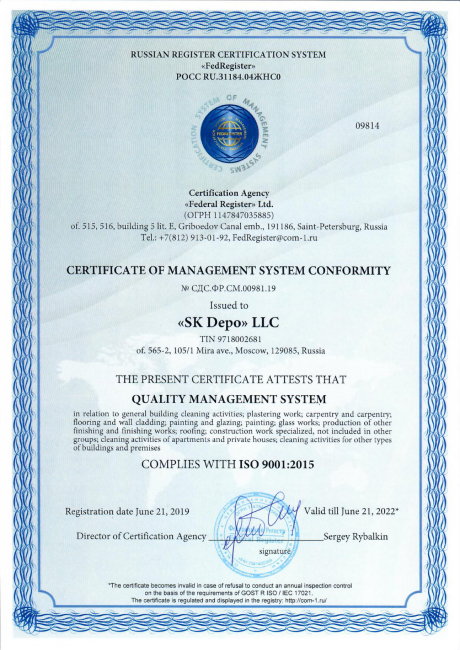 RUSSIAN REGISTER CERTIFICATION SYSTEM
«FedRegister»
РОСС RU.31184.04ЖНС0
CERTIFICATION SYSTEM OF MANAGEMENT SYSTEMS
09814
Certification Agency
«Federal Register» Ltd.
(ОГРН 1147847035885)
of. 515, 516, building 5 lit. E, Griboedov Canal emb., 191186, Saint-Petersburg, Russia
Tel.: +7(812) 913-01-92, FedRegister@com-1.ru
CERTIFICATE OF MANAGEMENT SYSTEM CONFORMITY
№ СДС.ФР.СМ.00981.19
Issued to
«SK Depo» LLC
TIN 9718002681
of. 565-2, 105/1 Mira ave., Moscow, 129085, Russia
THE PRESENT CERTIFICATE ATTESTS THAT
QUALITY MANAGEMENT SYSTEM
in relation to general building cleaning activities; plastering work; carpentry and carpentry;
flooring and wall cladding; painting and glazing; painting; glass works; production of other
finishing and finishing works; roofing; construction work specialized, not included in other
groups; cleaning activities of apartments and private houses; cleaning activities for other types
of buildings and premises
COMPLIES WITH ISO 9001:2015
Registration date June 21, 2019
Valid till June 21, 2022*
Director of Certification Agency
Sergey Rybalkin
signature
*The certificate becomes invalid in case of refusal to conduct an annual inspection control
on the basis of the requirements of GOST R ISO / IEC 17021.
The certificate is regulated and displayed in the registry: http://com-1.ru/